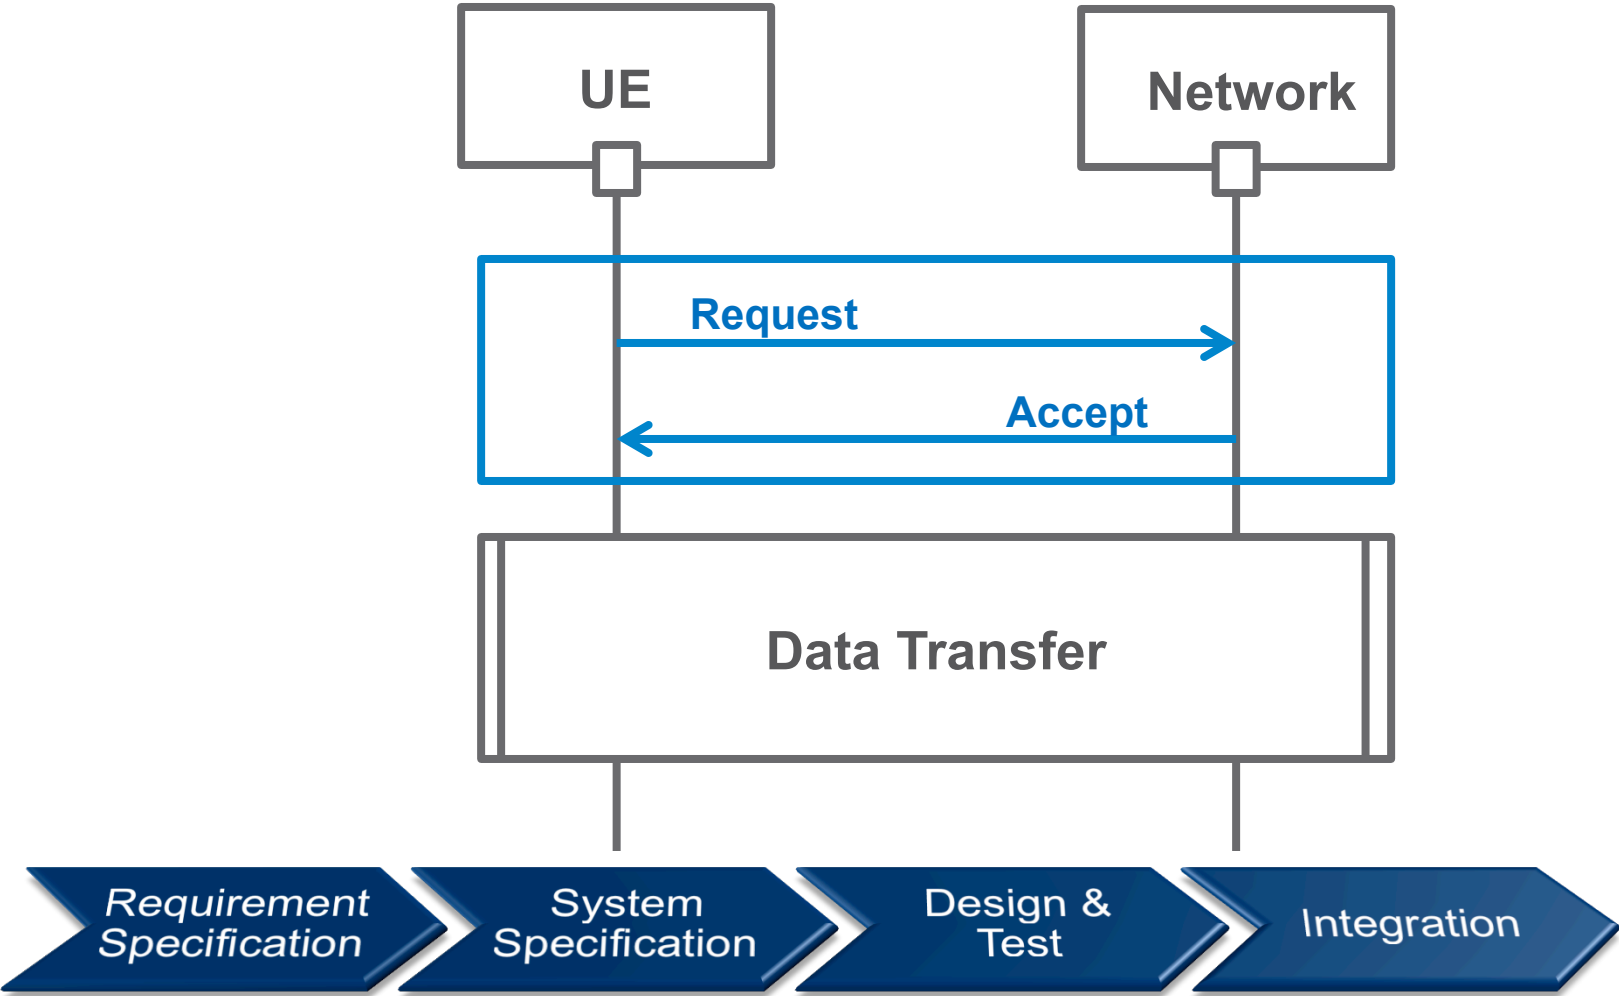 UE
Network
Request
Accept
Data Transfer
Requirement
Specification
System
Specification
Design &
Test
Integration